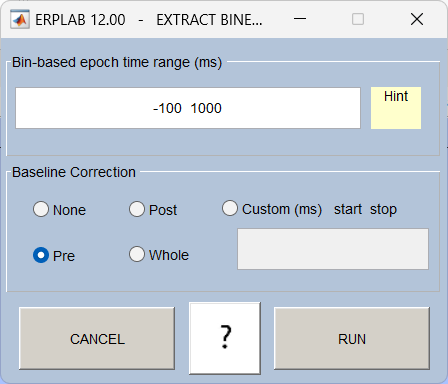 ERPLAB 12.00 - EXTRACT BINE...
Bin-based epoch time range (ms)
-100 1000
Hint
Baseline Correction
None
Post
Custom (ms) start stop
Pre
Whole
CANCEL
?
RUN